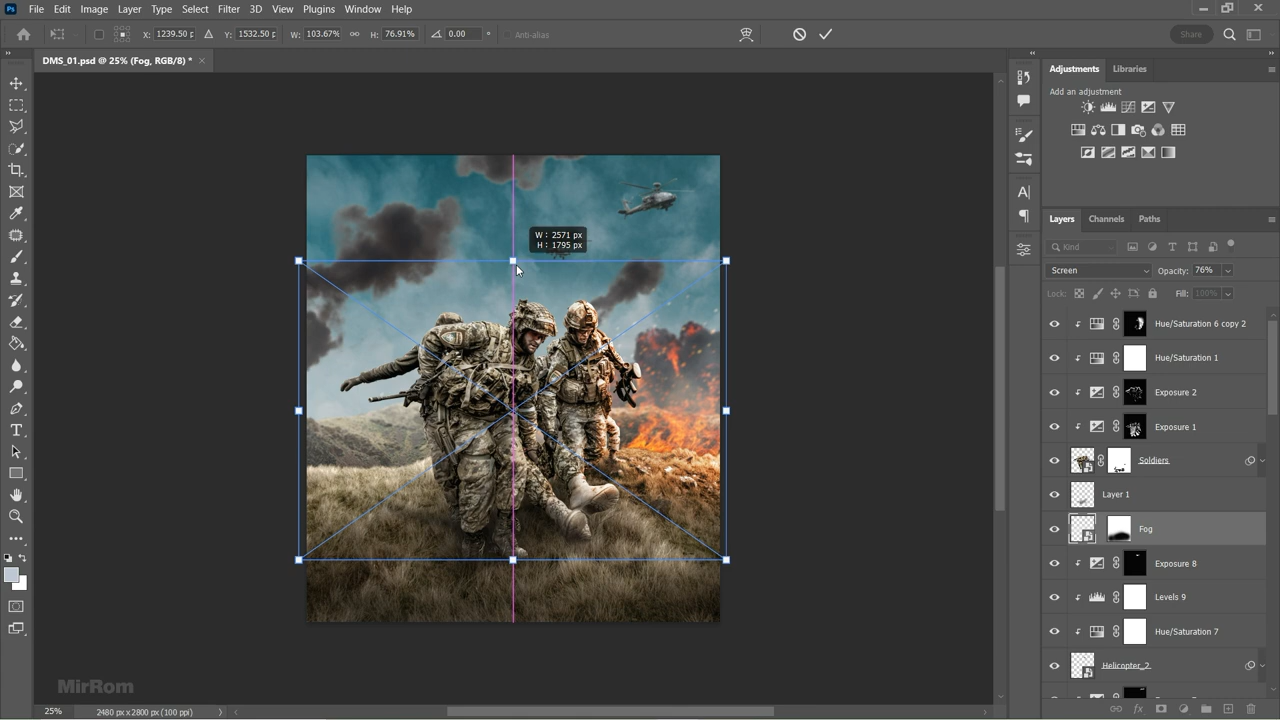 Ps File Edit Image Layer Type Select Filter 3D View Plugins Window Help
X: 1239.50 p Y: 1532.50 p W: 103.67% H: 76.91% 0.00 ° Anti-alias Share
DMS_01.psd @ 25% (Fog, RGB/8) * ×
Adjustments Libraries
Add an adjustment
Layers Channels Paths
W : 2571 px
H : 1795 px
Kind
Screen Opacity: 76%
Lock: Fill: 100%
Hue/Saturation 6 copy 2
Hue/Saturation 1
Exposure 2
Exposure 1
Soldiers
Layer 1
Fog
Exposure 8
Levels 9
Hue/Saturation 7
Helicopter_2
MirRom
25% 2480 px x 2800 px (100 ppi)